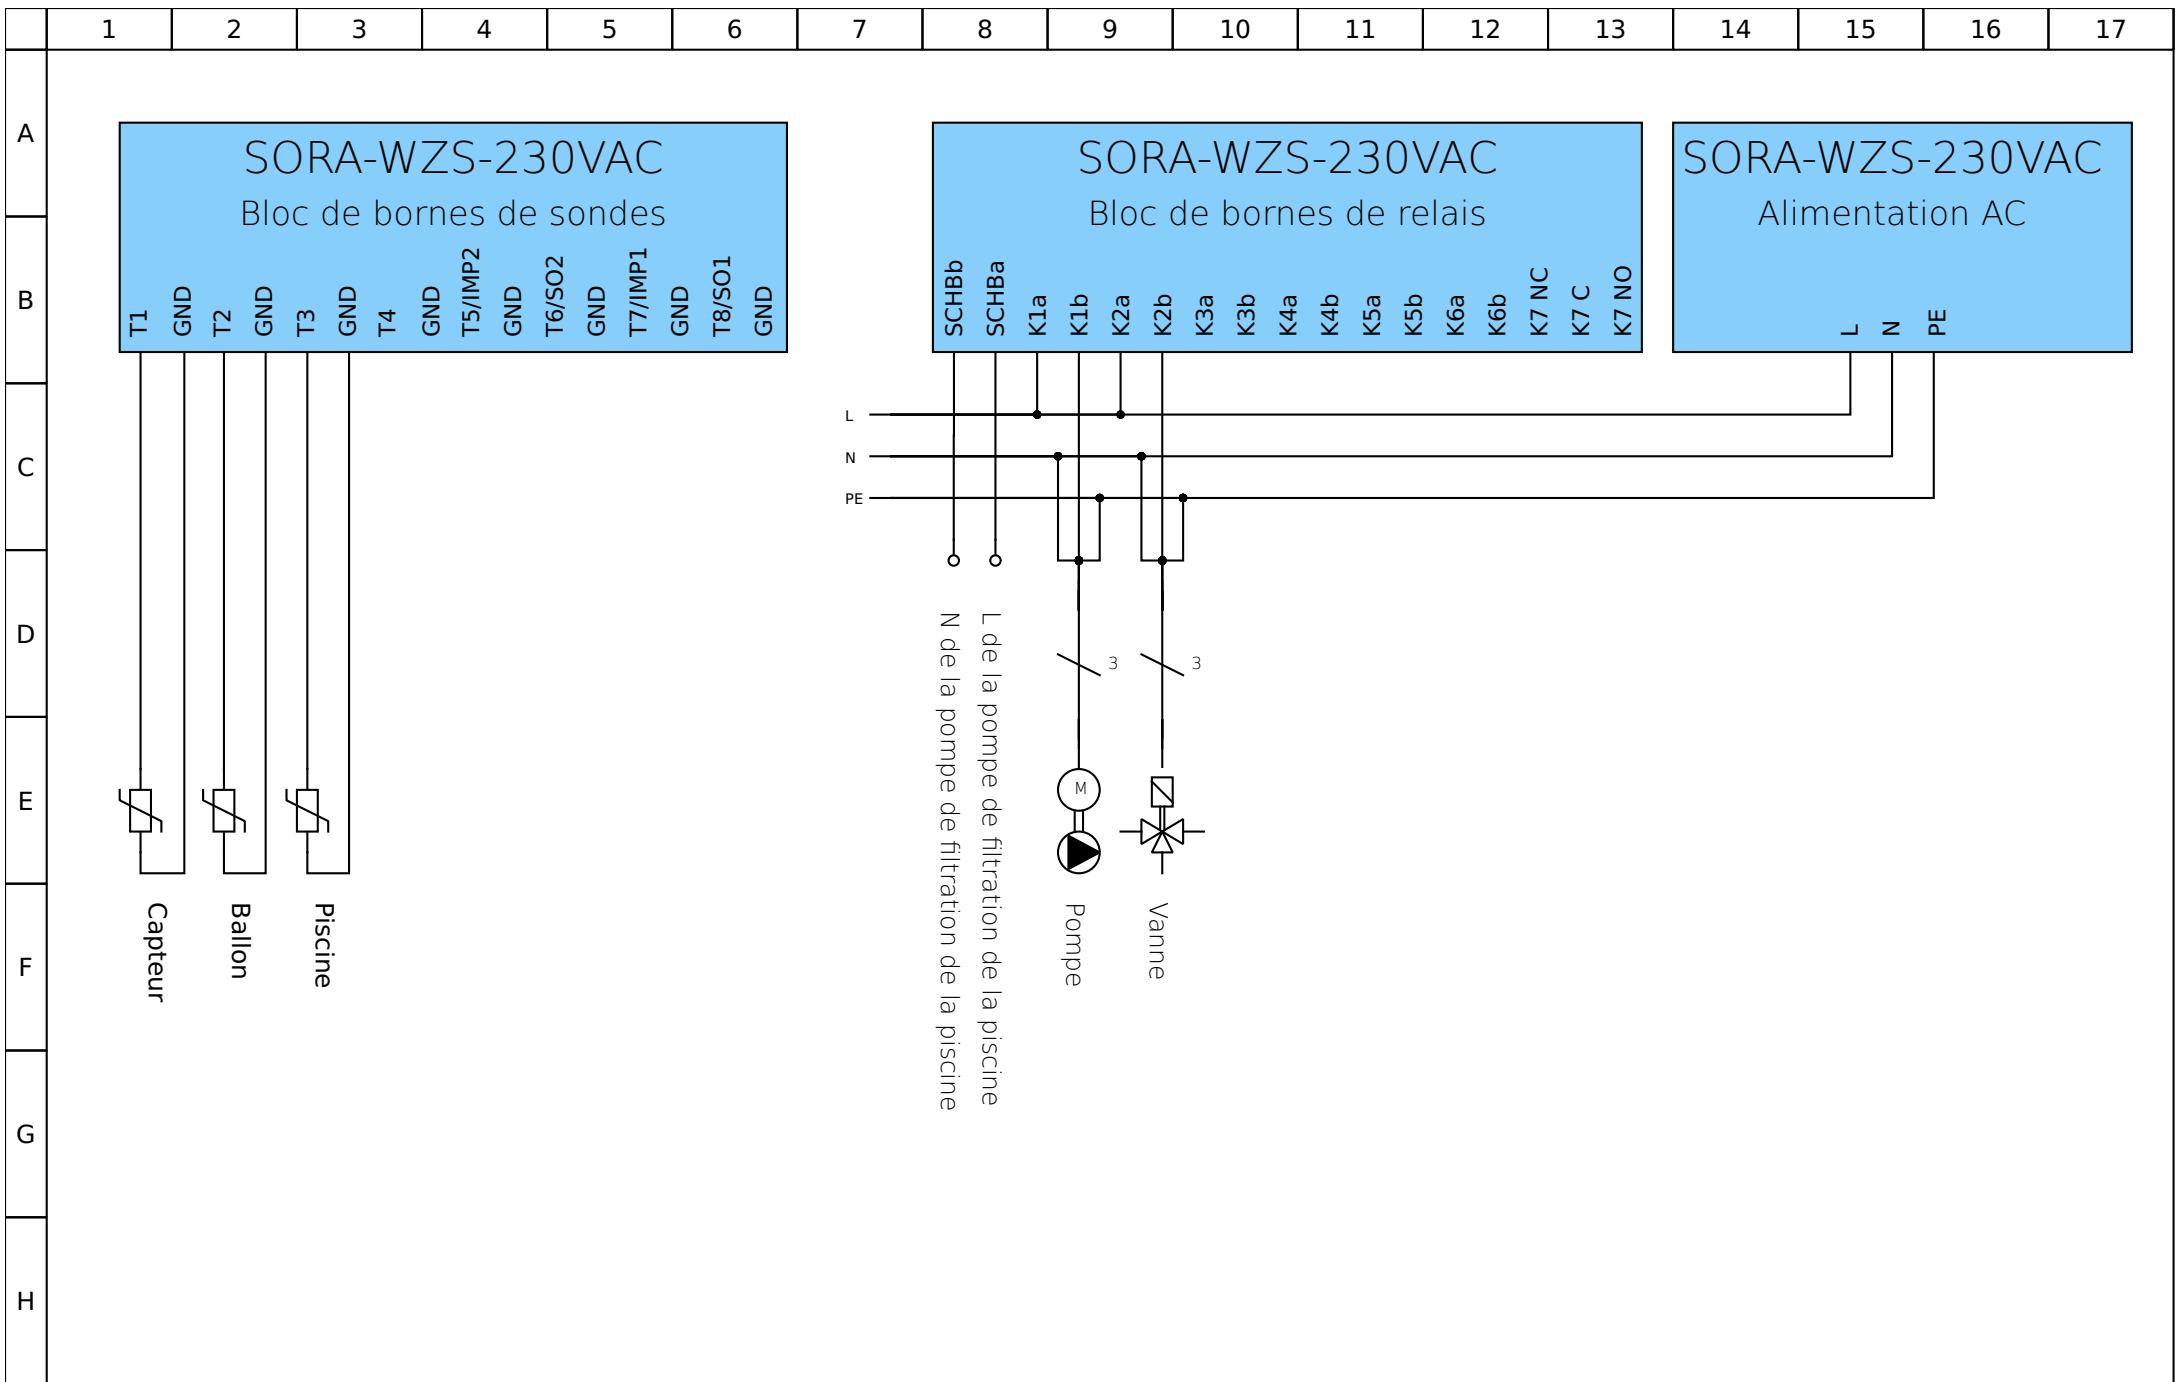 1 2 3 4 5 6 7 8 9 10 11 12 13 14 15 16 17
A
SORA-WZS-230VAC
Bloc de bornes de sondes
SORA-WZS-230VAC
Bloc de bornes de relais
SORA-WZS-230VAC
Alimentation AC
B
T1
GND
T2
GND
T3
GND
T4
GND
T5/IMP2
GND
T6/SO2
GND
T7/IMP1
GND
T8/SO1
GND
SCHBb
SCHBa
K1a
K1b
K2a
K2b
K3a
K3b
K4a
K4b
K5a
K5b
K6a
K6b
K7 NC
K7 C
K7 NO
L
N
PE
L
C
N
PE
D
N de la pompe de filtration de la piscine
L de la pompe de filtration de la piscine
3
3
E
M
F
Capteur
Ballon
Piscine
Pompe
Vanne
G
H